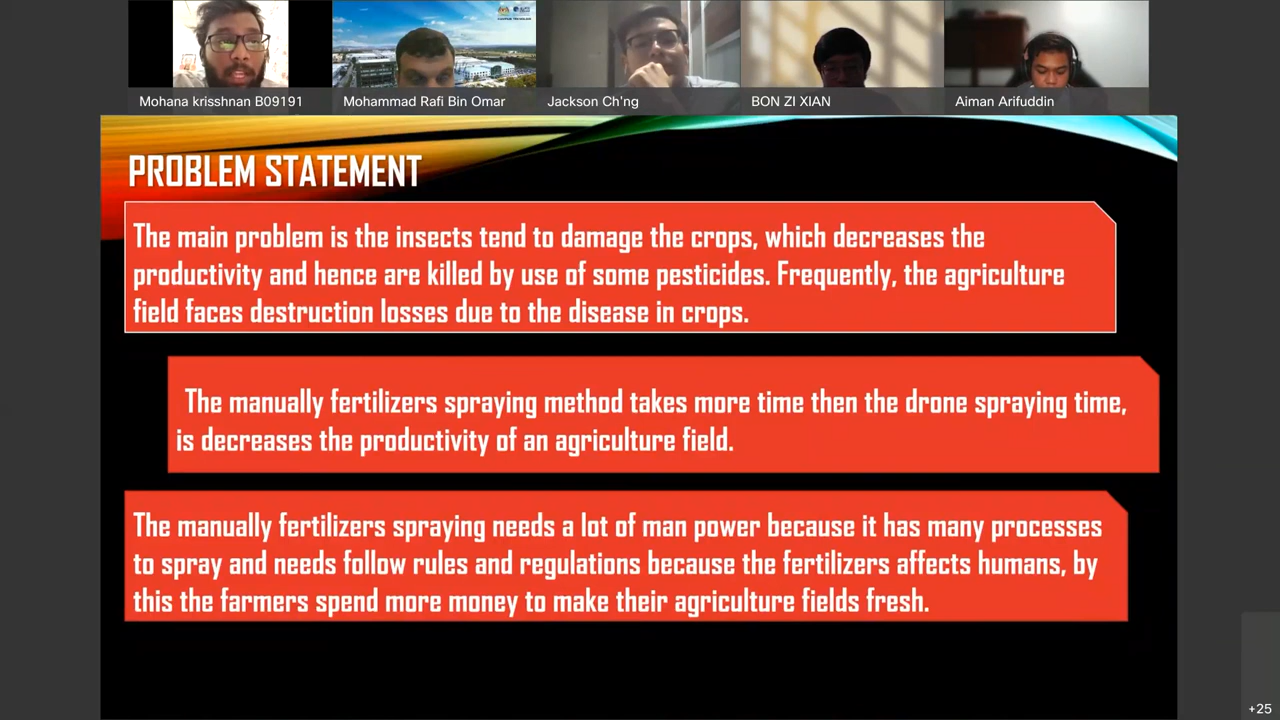 Mohana krisshnan B09191
Mohammad Rafi Bin Omar
Jackson Ch'ng
BON ZI XIAN
Aiman Arifuddin
PROBLEM STATEMENT
The main problem is the insects tend to damage the crops, which decreases the
productivity and hence are killed by use of some pesticides. Frequently, the agriculture
field faces destruction losses due to the disease in crops.
The manually fertilizers spraying method takes more time then the drone spraying time,
is decreases the productivity of an agriculture field.
The manually fertilizers spraying needs a lot of man power because it has many processes
to spray and needs follow rules and regulations because the fertilizers affects humans, by
this the farmers spend more money to make their agriculture fields fresh.
+25